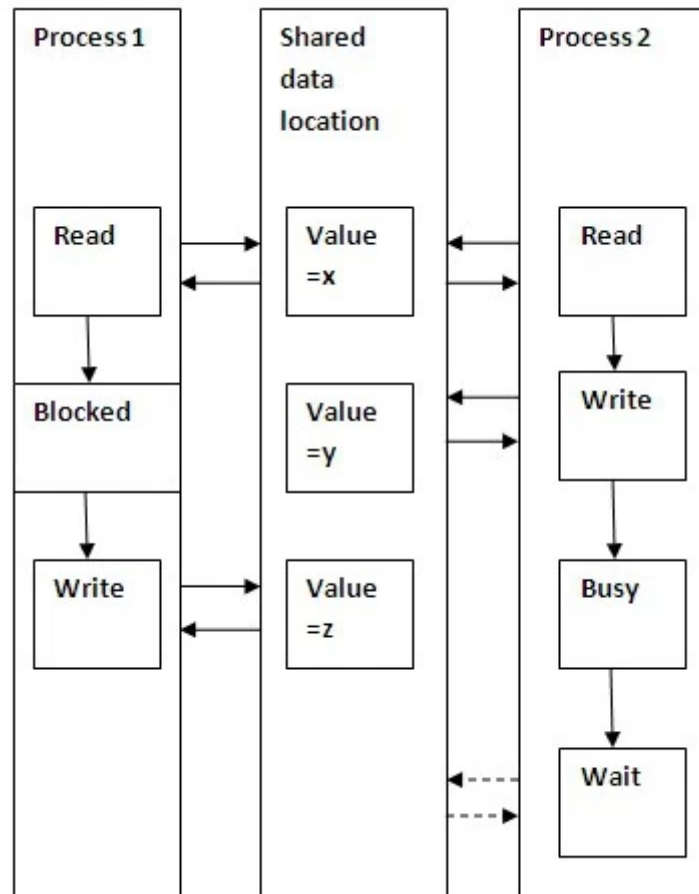 Process 1
Shared
data
location
Process 2
Read
Value
=x
Read
Blocked
Value
=y
Write
Write
Value
=z
Busy
Wait